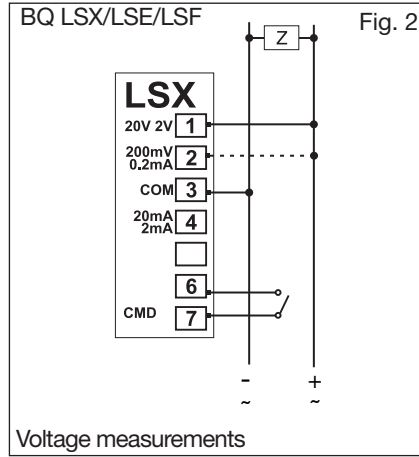 BQ LSX/LSE/LSF
Fig. 2
Z
LSX
20V 2V 1
200mV
0.2mA 2
COM 3
20mA
2mA 4
6
CMD 7
- +
~ ~
Voltage measurements